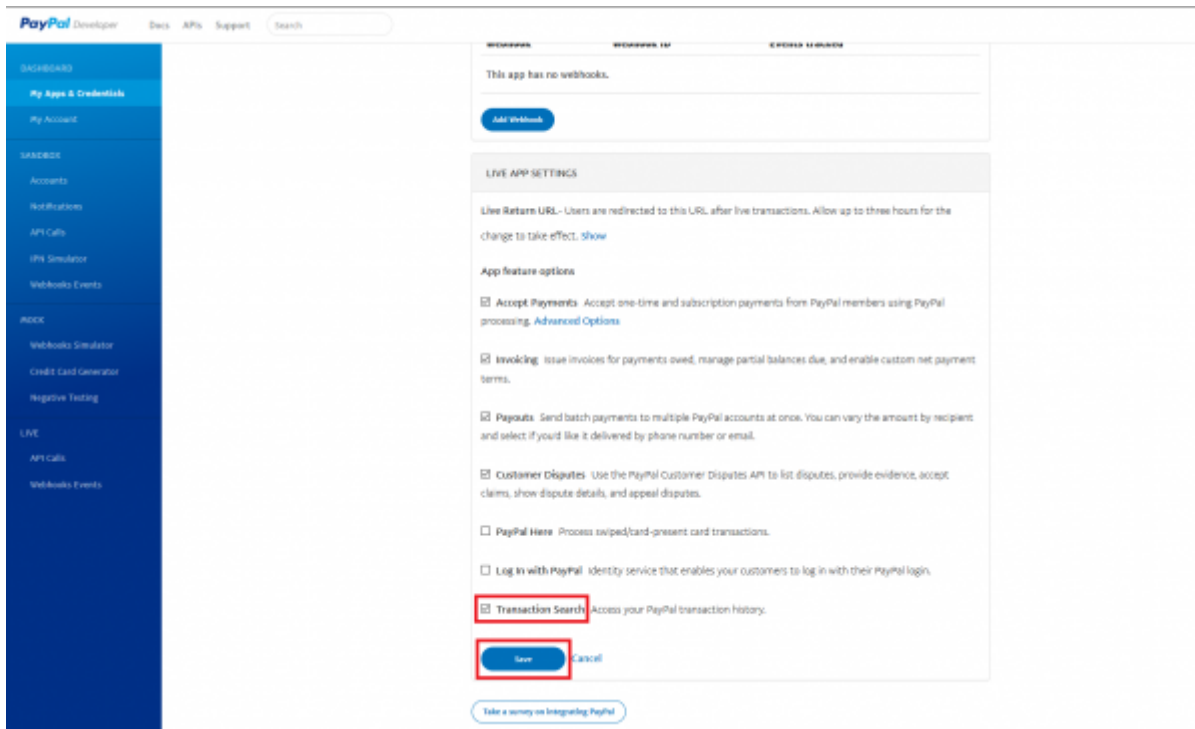 PayPal Developer Docs APIs Support Search
DASHBOARD
My Apps & Credentials
My Account
SANDBOX
Accounts
Notifications
API Calls
IPN Simulator
Webhooks Events
MOCK
Webhooks Simulator
Credit Card Generator
Negative Testing
LIVE
API Calls
Webhooks Events
Webhook Webhook ID Events tracked
This app has no webhooks.
Add Webhook
LIVE APP SETTINGS
Live Return URL- Users are redirected to this URL after live transactions. Allow up to three hours for the
change to take effect. Show
App feature options
Accept Payments Accept one-time and subscription payments from PayPal members using PayPal
processing. Advanced Options
Invoicing Issue invoices for payments owed, manage partial balances due, and enable custom net payment
terms.
Payouts Send batch payments to multiple PayPal accounts at once. You can vary the amount by recipient
and select if you'd like it delivered by phone number or email.
Customer Disputes Use the PayPal Customer Disputes API to list disputes, provide evidence, accept
claims, show dispute details, and appeal disputes.
PayPal Here Process swiped/card-present card transactions.
Log In with PayPal Identity service that enables your customers to log in with their PayPal login.
Transaction Search Access your PayPal transaction history.
Save Cancel
Take a survey on Integrating PayPal